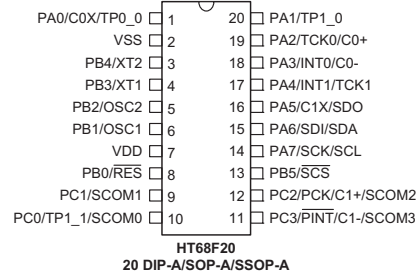 PA0/C0X/TP0_0 1 20 PA1/TP1_0
VSS 2 19 PA2/TCK0/C0+
PB4/XT2 3 18 PA3/INT0/C0-
PB3/XT1 4 17 PA4/INT1/TCK1
PB2/OSC2 5 16 PA5/C1X/SDO
PB1/OSC1 6 15 PA6/SDI/SDA
VDD 7 14 PA7/SCK/SCL
PB0/RES 8 13 PB5/SCS
PC1/SCOM1 9 12 PC2/PCK/C1+/SCOM2
PC0/TP1_1/SCOM0 10 11 PC3/PINT/C1-/SCOM3
HT68F20
20 DIP-A/SOP-A/SSOP-A